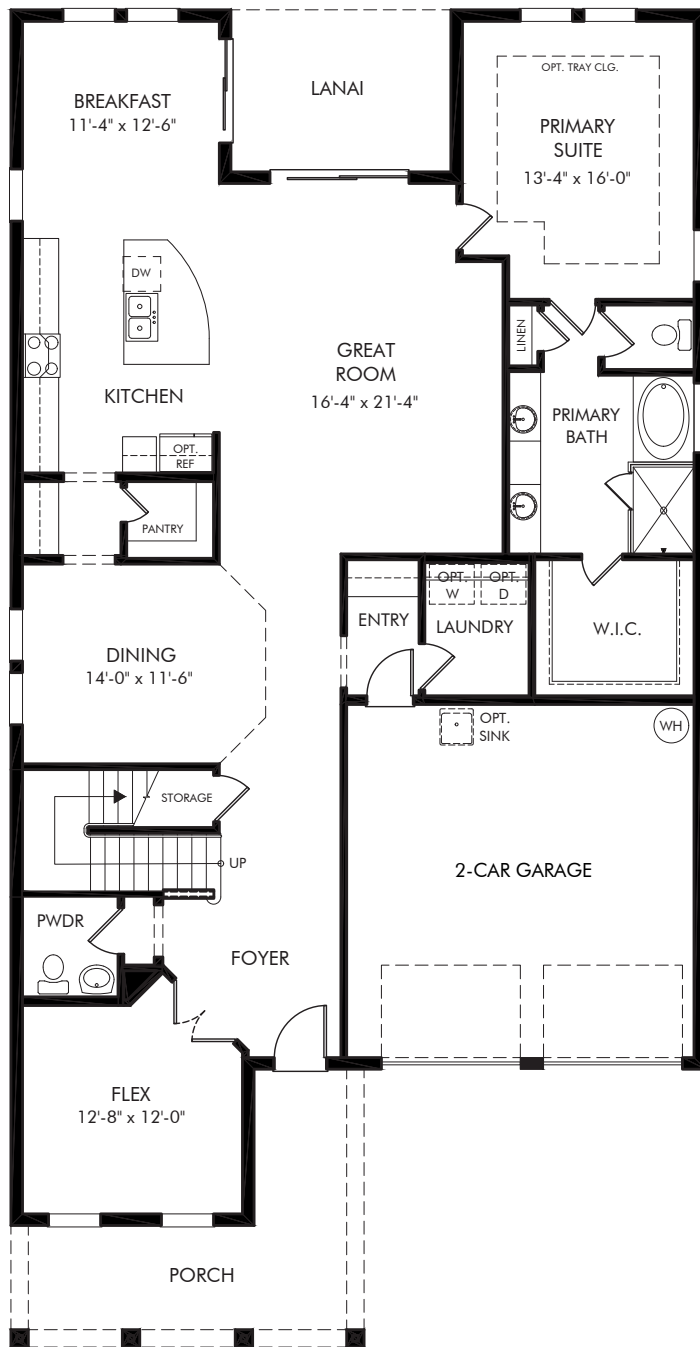 OPT. TRAY CLG.
LANAI
BREAKFAST
11'-4" x 12'-6"
PRIMARY
SUITE
13'-4" x 16'-0"
DW
LINEN
GREAT
ROOM
16'-4" x 21'-4"
KITCHEN
PRIMARY
BATH
OPT.
REF
PANTRY
OPT.
W
OPT.
D
ENTRY
LAUNDRY
W.I.C.
DINING
14'-0" x 11'-6"
OPT.
SINK
WH
STORAGE
UP
2-CAR GARAGE
PWDR
FOYER
FLEX
12'-8" x 12'-0"
PORCH